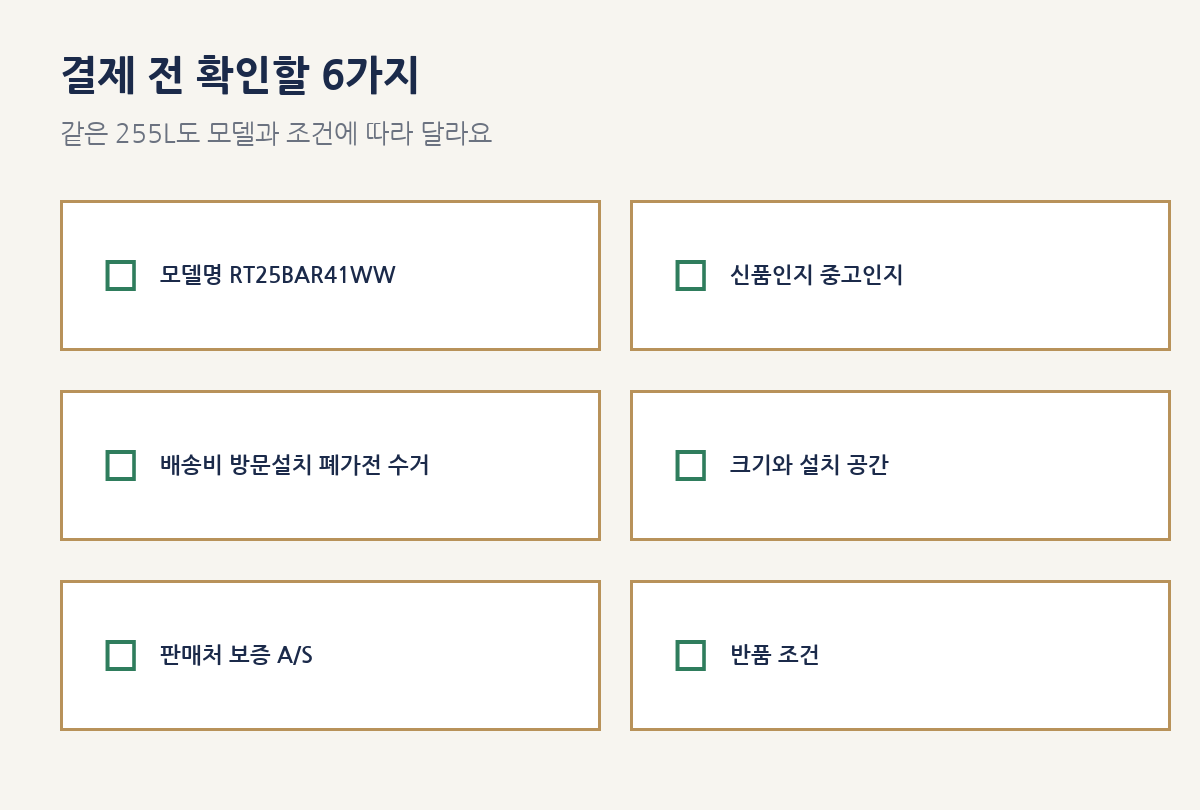 결제 전 확인할 6가지
같은 255L도 모델과 조건에 따라 달라요
모델명 RT25BAR41WW
신품인지 중고인지
배송비 방문설치 폐가전 수거
크기와 설치 공간
판매처 보증 A/S
반품 조건